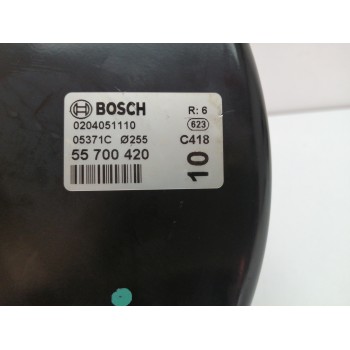 BOSCH R: 6
0204051110 623
05371C Ø255 C418
55 700 420
10